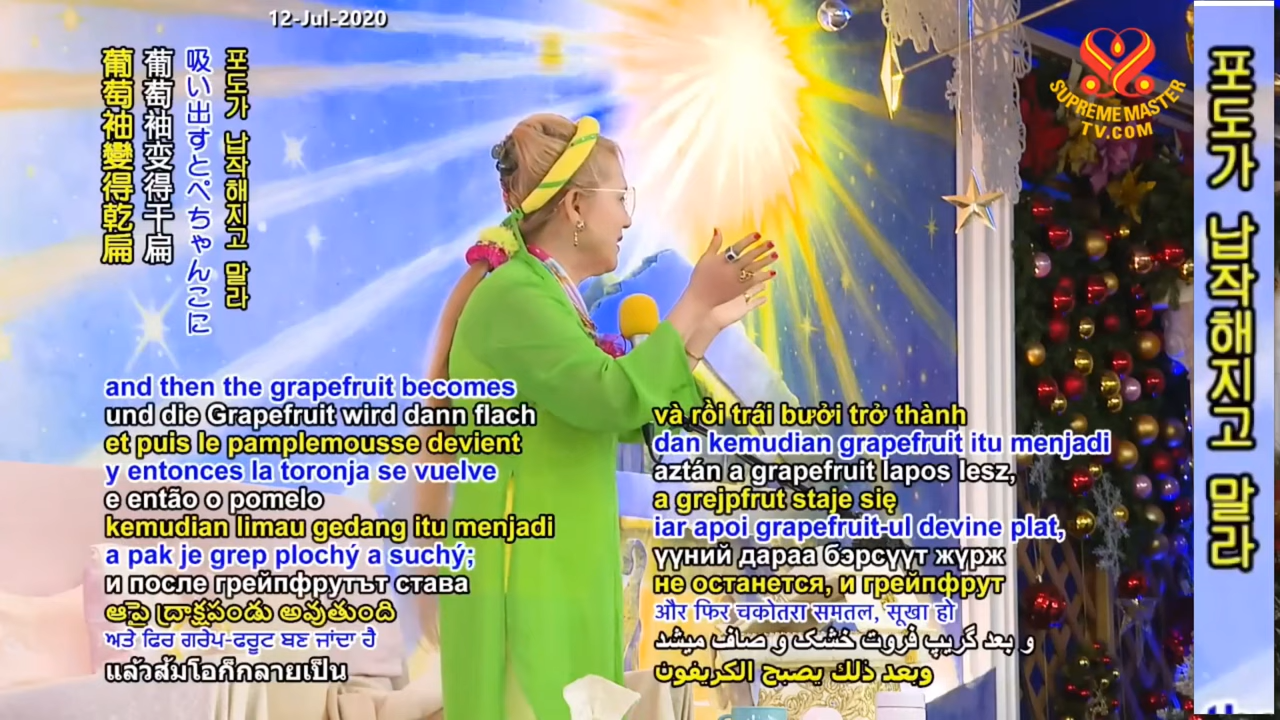 12-Jul-2020
SUPREME MASTER
TV.COM
포도가 납작해지고 말라
吸い出すとぺちゃんこに
葡萄袖变得干扁
葡萄袖變得乾扁
and then the grapefruit becomes
und die Grapefruit wird dann flach
et puis le pamplemousse devient
y entonces la toronja se vuelve
e então o pomelo
kemudian limau gedang itu menjadi
a pak je grep plochý a suchý;
и после грейпфрутът става
ఆపై ద్రాక్షపండు అవుతుంది
ਅਤੇ ਫਿਰ ਗਰੇਪ-ਫਰੂਟ ਬਣ ਜਾਂਦਾ ਹੈ
แล้วส้มโอก็กลายเป็น
và rồi trái bưởi trở thành
dan kemudian grapefruit itu menjadi
aztán a grapefruit lapos lesz,
a grejpfrut staje się
iar apoi grapefruit-ul devine plat,
үүний дараа бэрсүүт жүрж
не останется, и грейпфрут
और फिर चकोतरा समतल, सूखा हो
و بعد گریپ فروت خشک و صاف میشد
وبعد ذلك يصبح الكريفون
포도가 납작해지고 말라